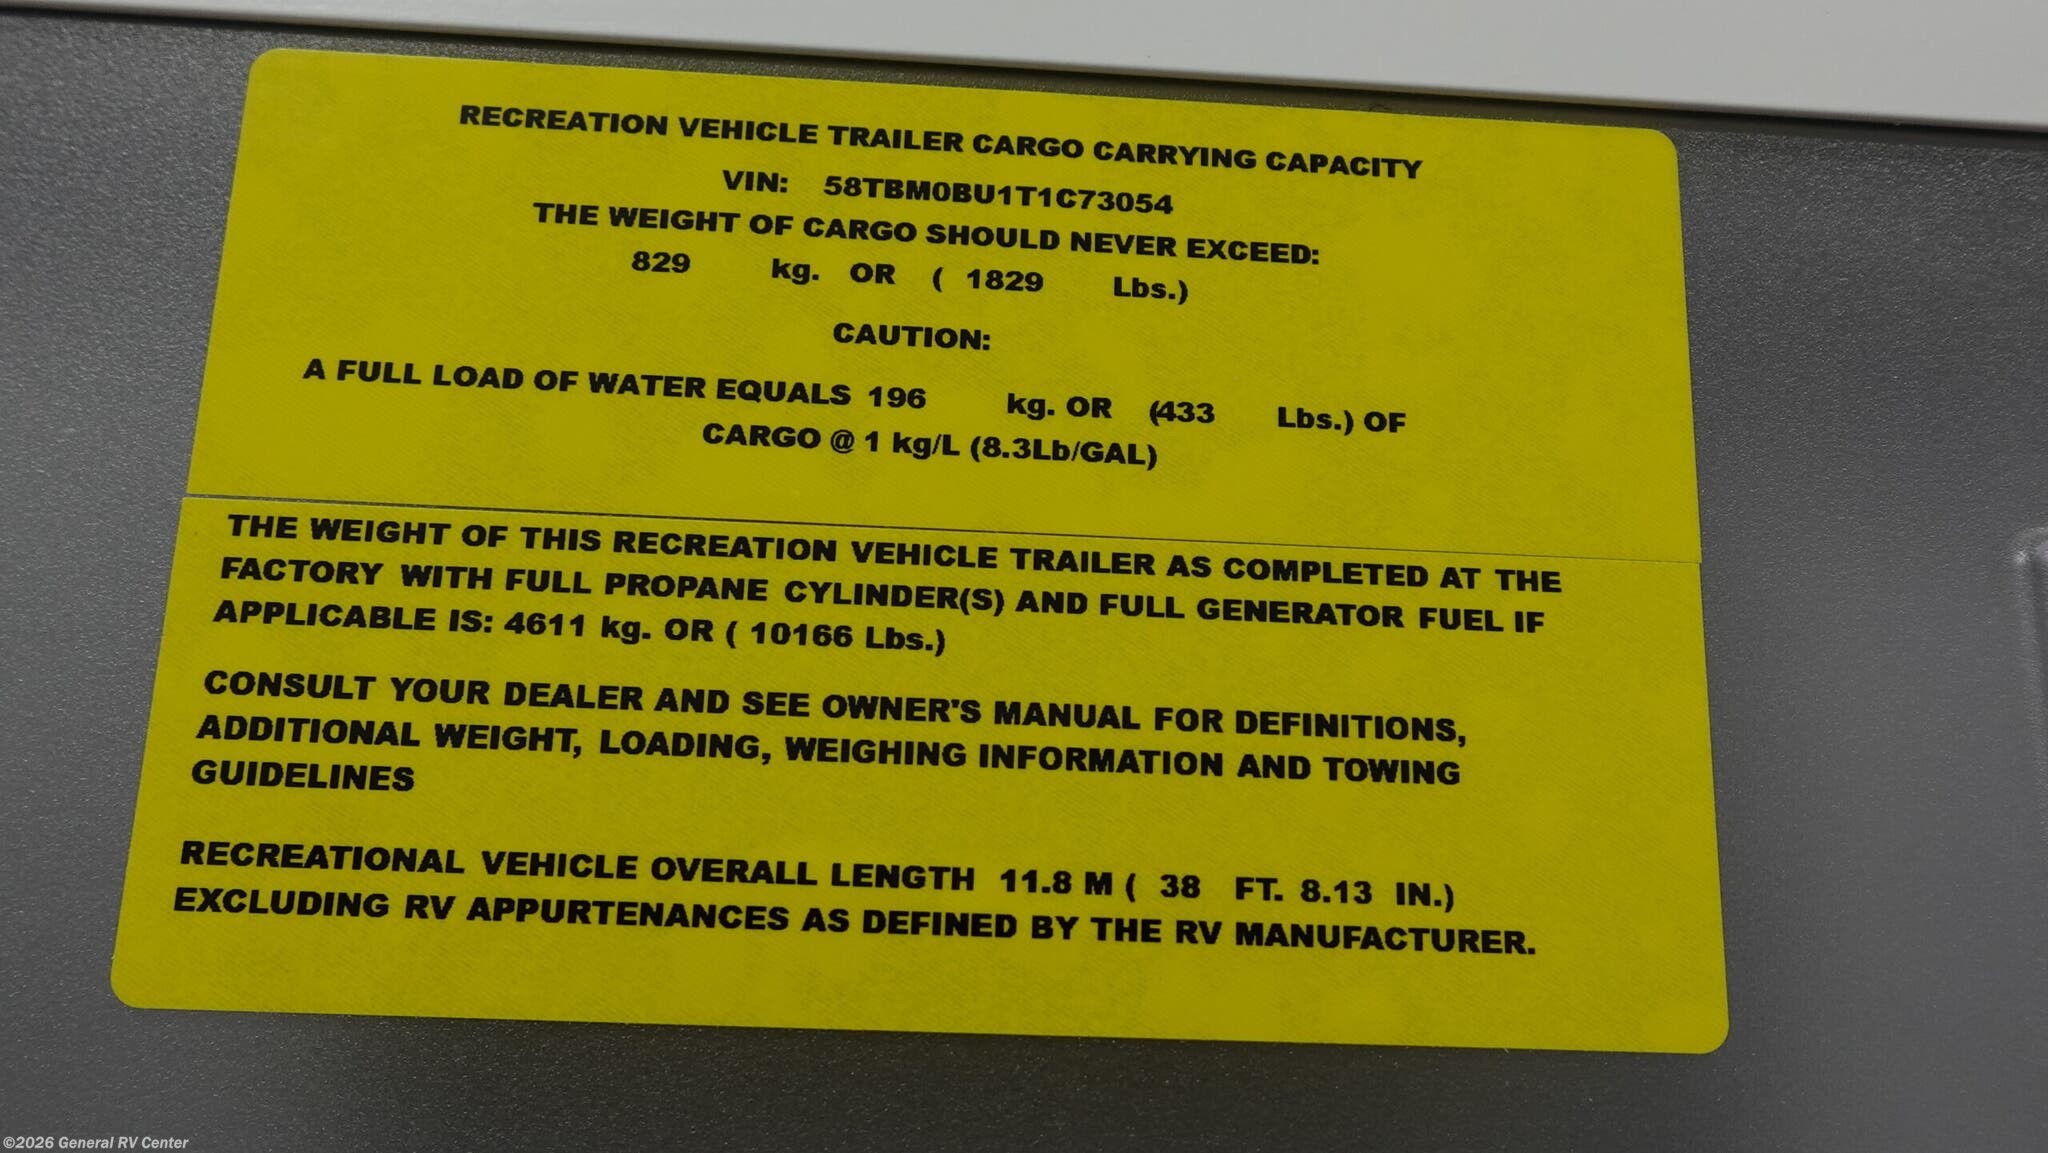 RECREATION VEHICLE TRAILER CARGO CARRYING CAPACITY
VIN: 58TBM0BU1T1C73054
THE WEIGHT OF CARGO SHOULD NEVER EXCEED:
829 kg. OR ( 1829 Lbs.)
CAUTION:
A FULL LOAD OF WATER EQUALS 196 kg. OR (433 Lbs.) OF
CARGO @ 1 kg/L (8.3Lb/GAL)
THE WEIGHT OF THIS RECREATION VEHICLE TRAILER AS COMPLETED AT THE
FACTORY WITH FULL PROPANE CYLINDER(S) AND FULL GENERATOR FUEL IF
APPLICABLE IS: 4611 kg. OR ( 10166 Lbs.)
CONSULT YOUR DEALER AND SEE OWNER'S MANUAL FOR DEFINITIONS,
ADDITIONAL WEIGHT, LOADING, WEIGHING INFORMATION AND TOWING
GUIDELINES
RECREATIONAL VEHICLE OVERALL LENGTH 11.8 M ( 38 FT. 8.13 IN.)
EXCLUDING RV APPURTENANCES AS DEFINED BY THE RV MANUFACTURER.
©2026 General RV Center